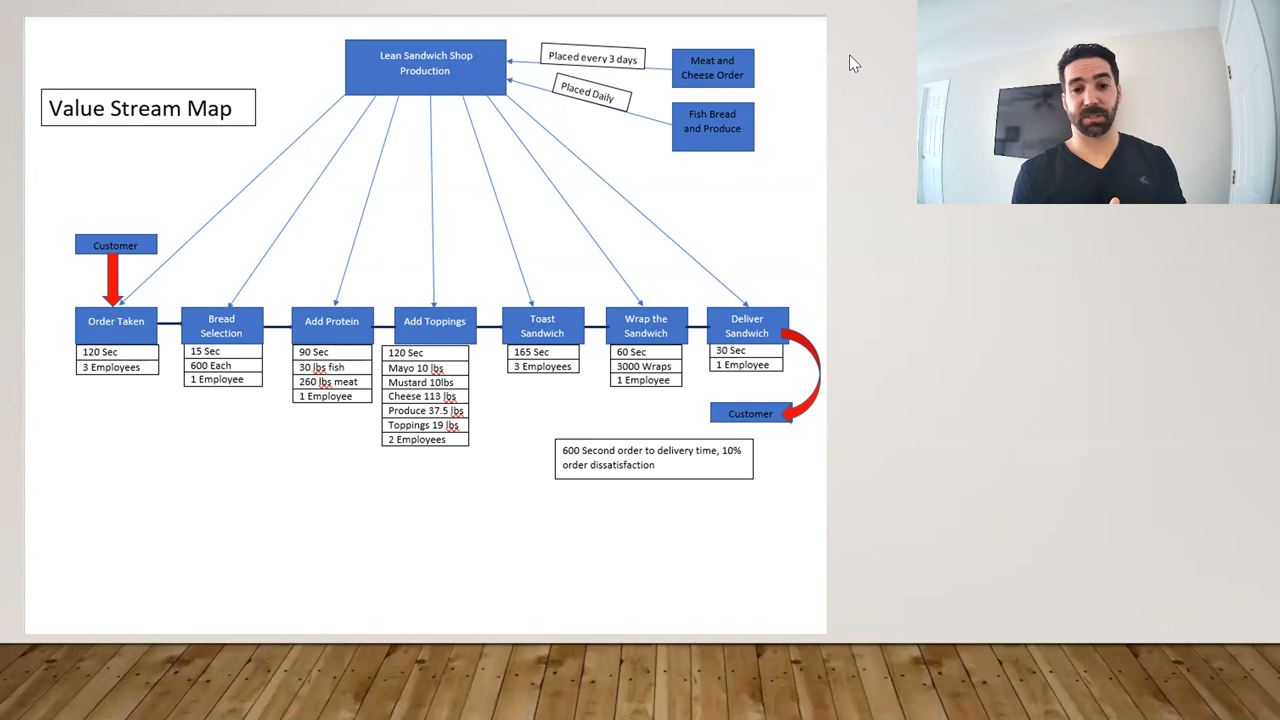 Lean Sandwich Shop
Production
Placed every 3 days
Meat and
Cheese Order
Placed Daily
Fish Bread
and Produce
Value Stream Map
Customer
Order Taken
120 Sec
3 Employees
Bread
Selection
15 Sec
600 Each
1 Employee
Add Protein
90 Sec
30 lbs fish
260 lbs meat
1 Employee
Add Toppings
120 Sec
Mayo 10 lbs
Mustard 10lbs
Cheese 113 lbs
Produce 37.5 lbs
Toppings 19 lbs
2 Employees
Toast
Sandwich
165 Sec
3 Employees
Wrap the
Sandwich
60 Sec
3000 Wraps
1 Employee
Deliver
Sandwich
30 Sec
1 Employee
Customer
600 Second order to delivery time, 10%
order dissatisfaction